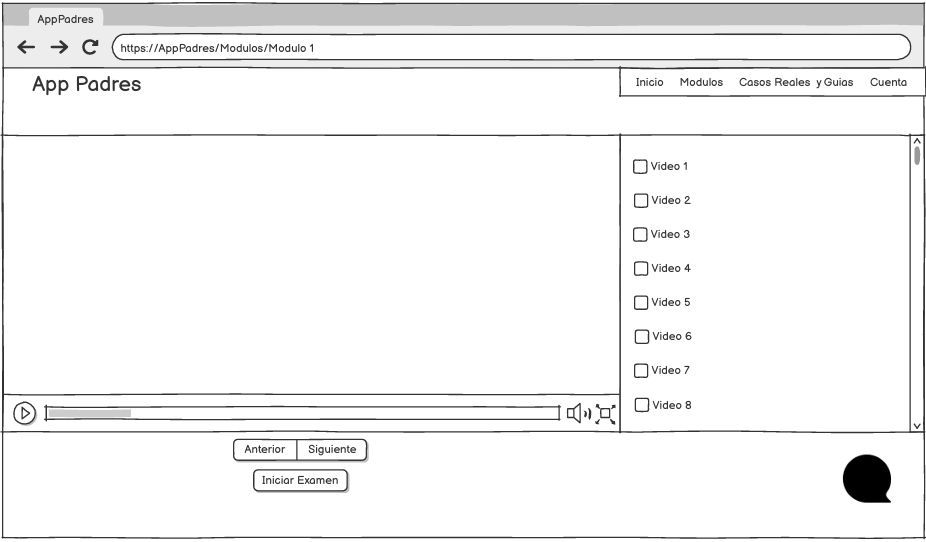 AppPadres
https://AppPadres/Modulos/Modulo 1
App Padres
Inicio Modulos Casos Reales y Guias Cuenta
Video 1
Video 2
Video 3
Video 4
Video 5
Video 6
Video 7
Video 8
Anterior Siguiente
Iniciar Examen